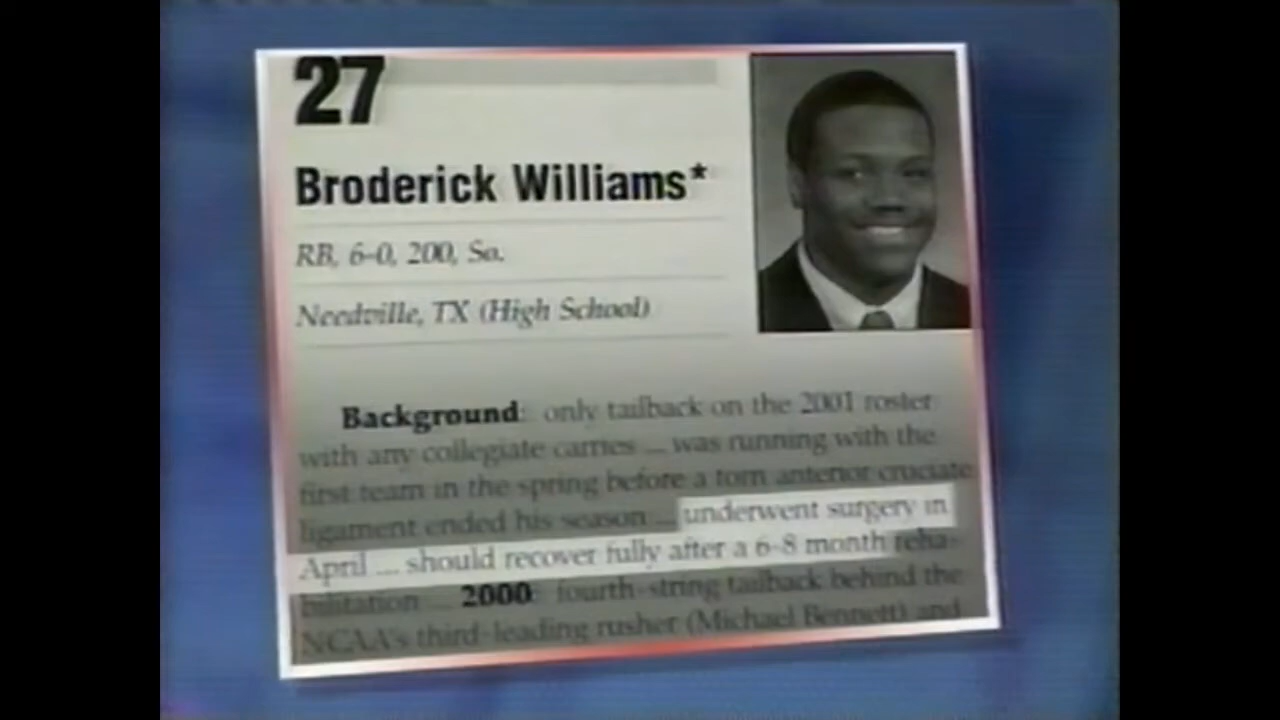 27
Broderick Williams*
RB, 6-0, 200, So.
Needville, TX (High School)
Background: only tailback on the 2001 roster
with any collegiate carries ... was running with the
first team in the spring before a torn anterior cruciate
ligament ended his season ... underwent surgery in
April ... should recover fully after a 6-8 month reha-
bilitation ... 2000: fourth-string tailback behind the
NCAA's third-leading rusher (Michael Bennett) and